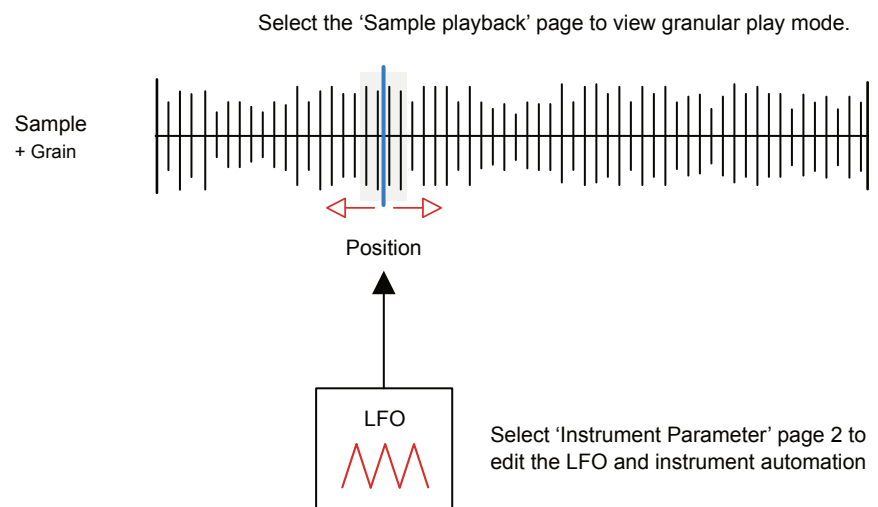 Select the ‘Sample playback’ page to view granular play mode.
Sample
+ Grain
Position
LFO
Select ‘Instrument Parameter’ page 2 to
edit the LFO and instrument automation